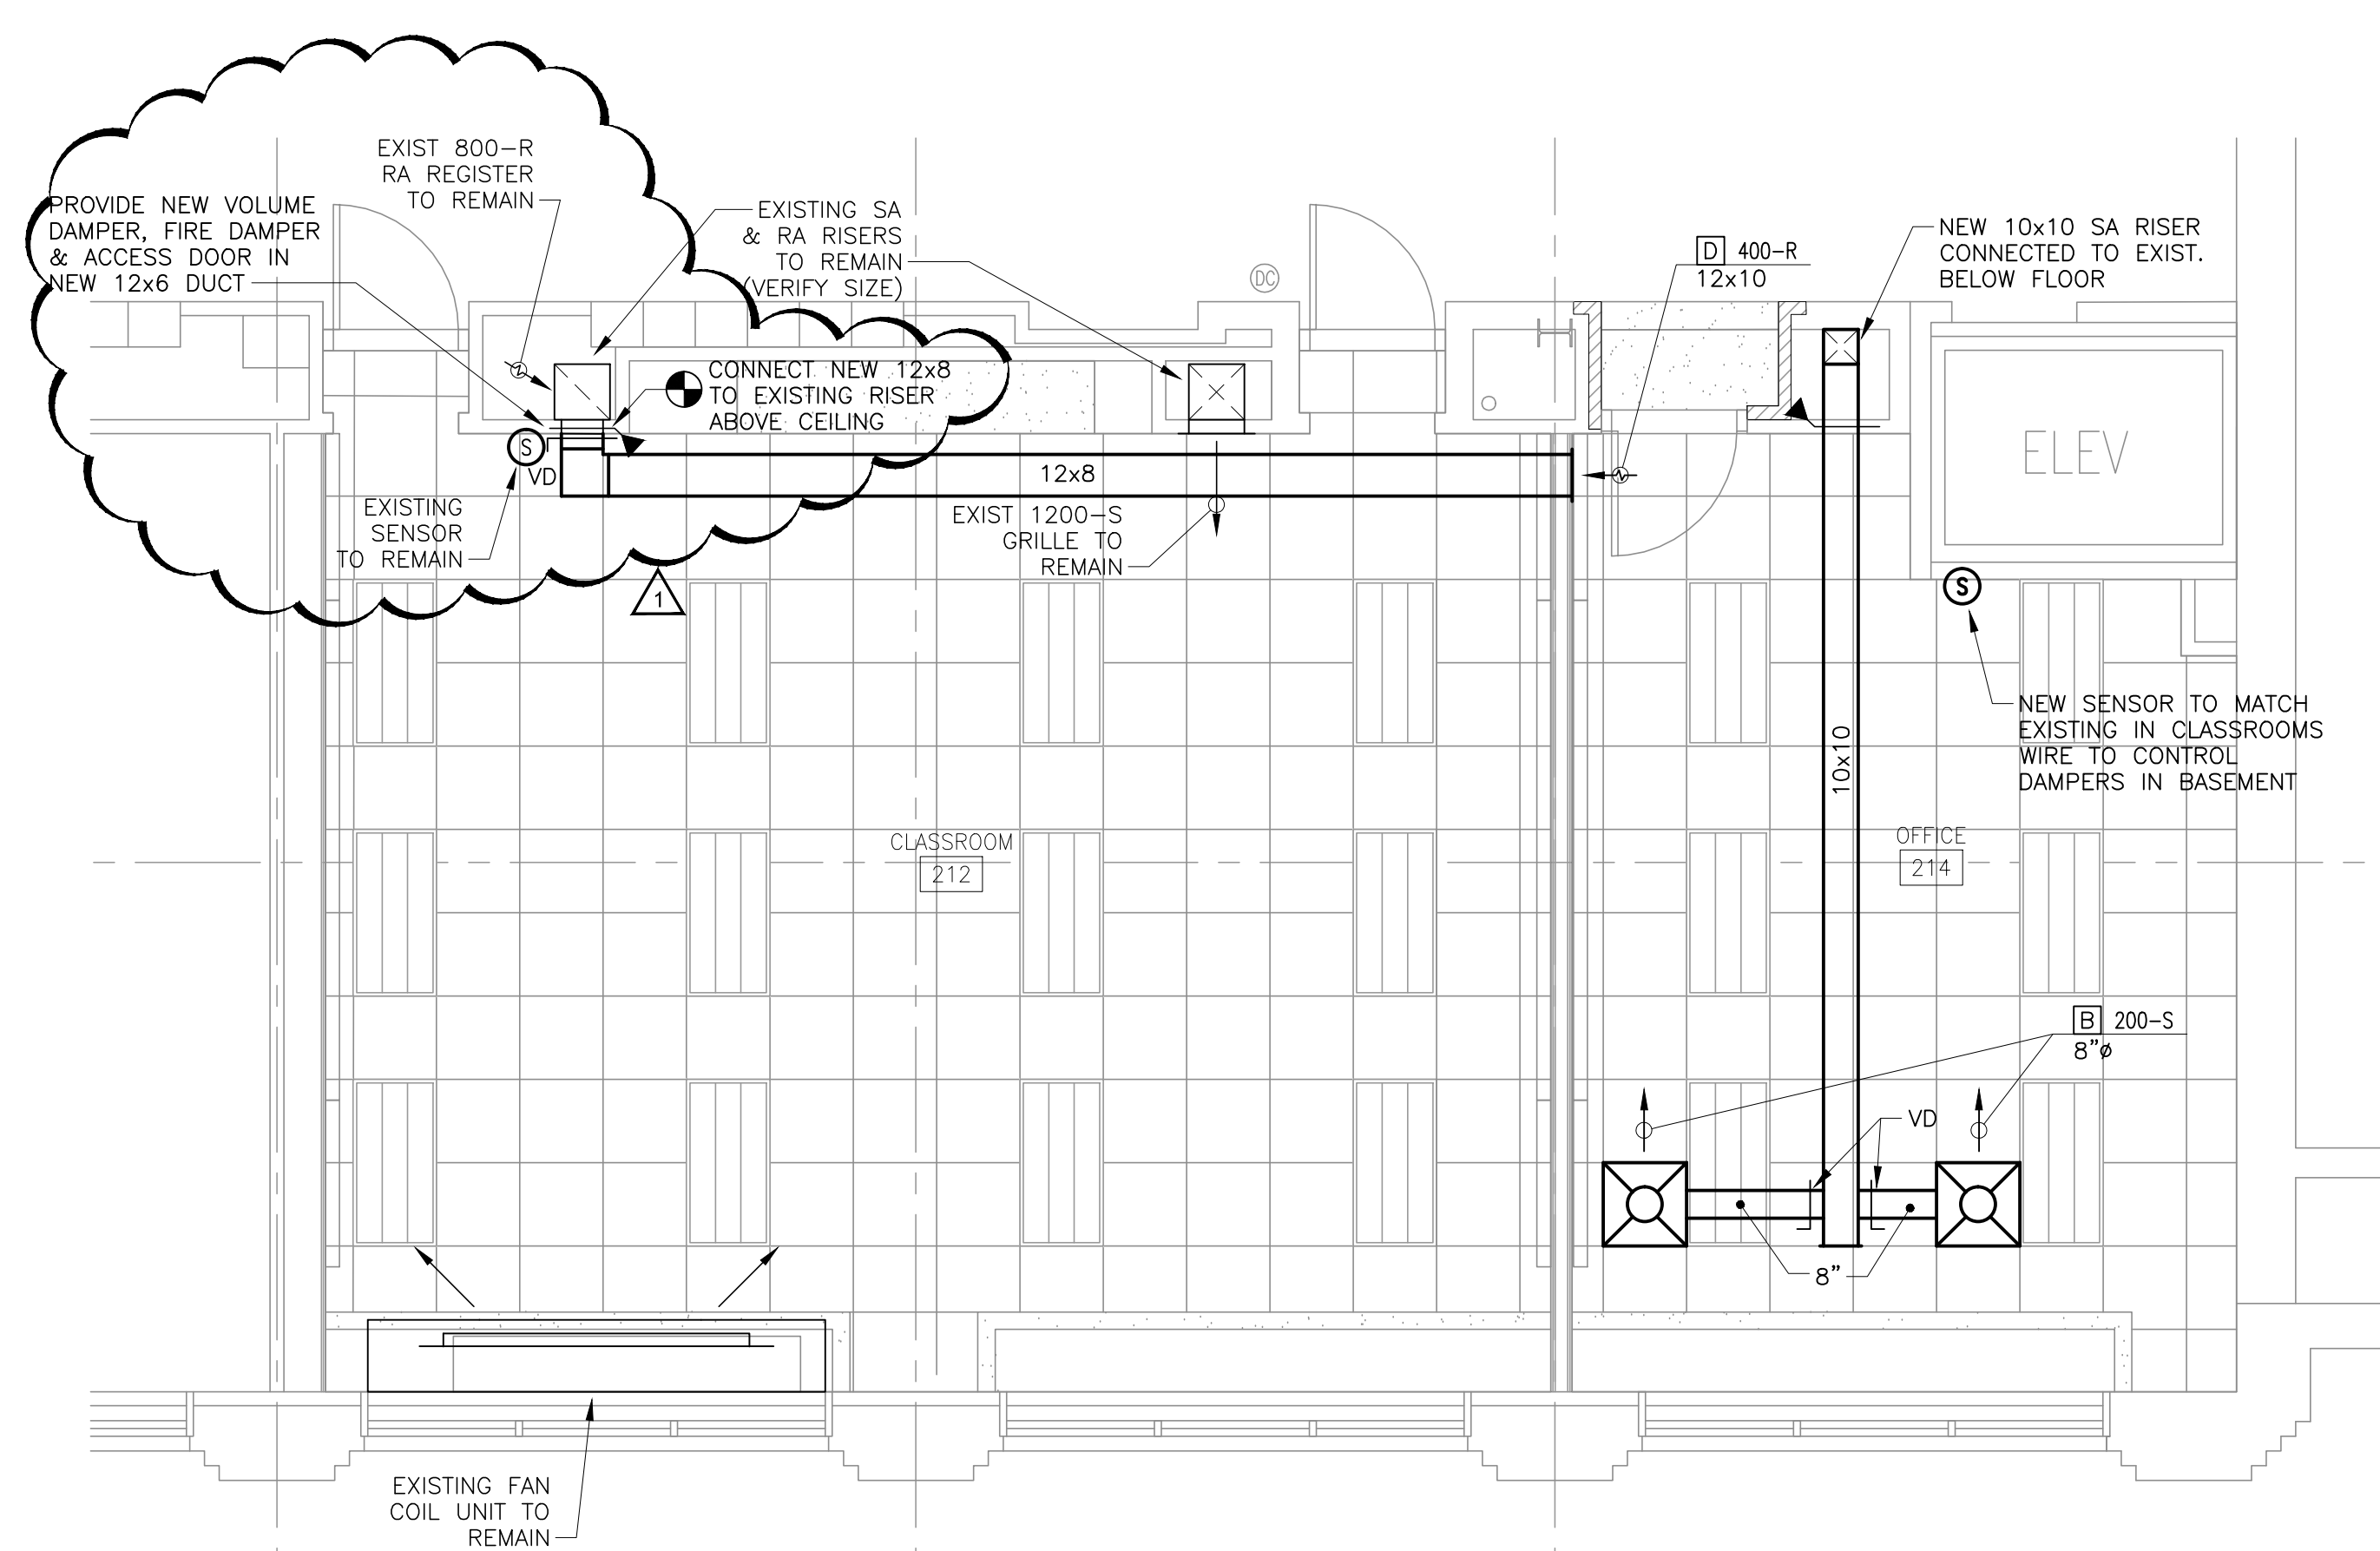 EXIST 800-R
RA REGISTER
TO REMAIN
PROVIDE NEW VOLUME
DAMPER, FIRE DAMPER
& ACCESS DOOR IN
NEW 12x6 DUCT
EXISTING SA
& RA RISERS
TO REMAIN
(VERIFY SIZE)
DC
D 400-R
12x10
NEW 10x10 SA RISER
CONNECTED TO EXIST.
BELOW FLOOR
CONNECT NEW 12x8
TO EXISTING RISER
ABOVE CEILING
S
VD
12x8
ELEV
EXISTING
SENSOR
TO REMAIN
EXIST 1200-S
GRILLE TO
REMAIN
1
S
NEW SENSOR TO MATCH
EXISTING IN CLASSROOMS
WIRE TO CONTROL
DAMPERS IN BASEMENT
10x10
CLASSROOM
212
OFFICE
214
B 200-S
8"ø
VD
8"
EXISTING FAN
COIL UNIT TO
REMAIN